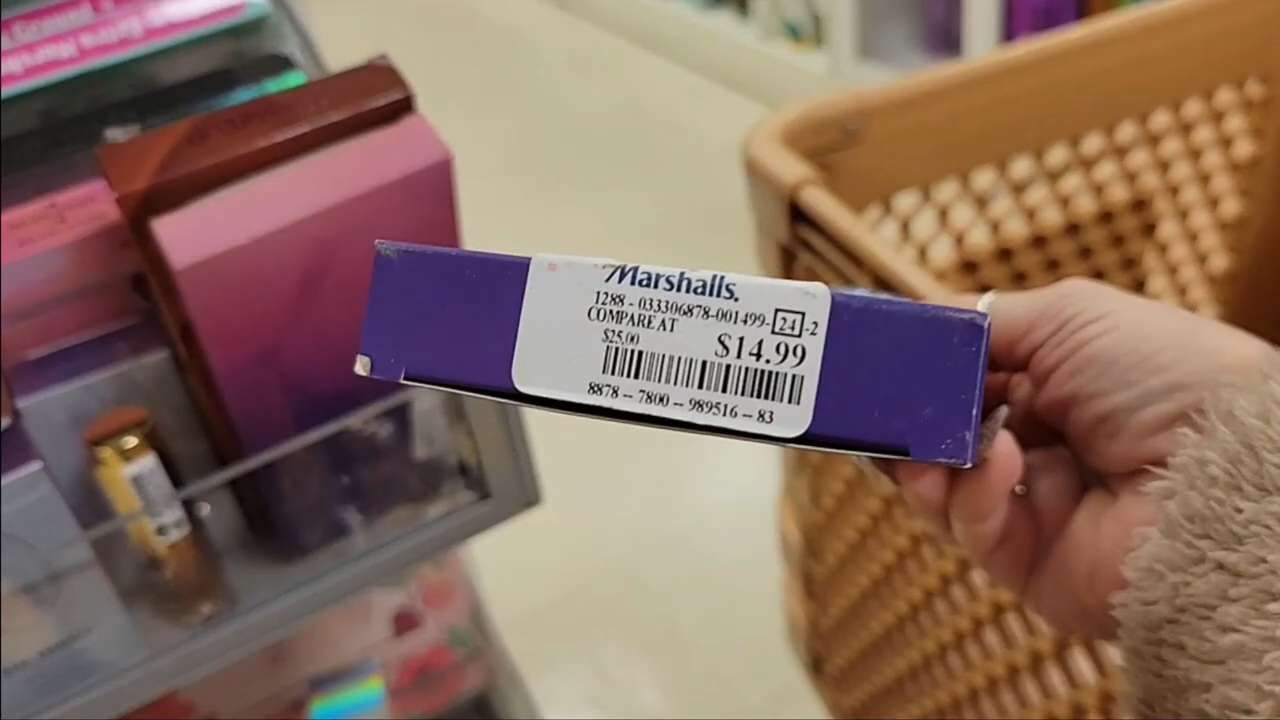 Marshalls.
1288 - 033306878-001499-24-2
COMPARE AT
$25.00
$14.99
8878 -- 7800 -- 989516 -- 83